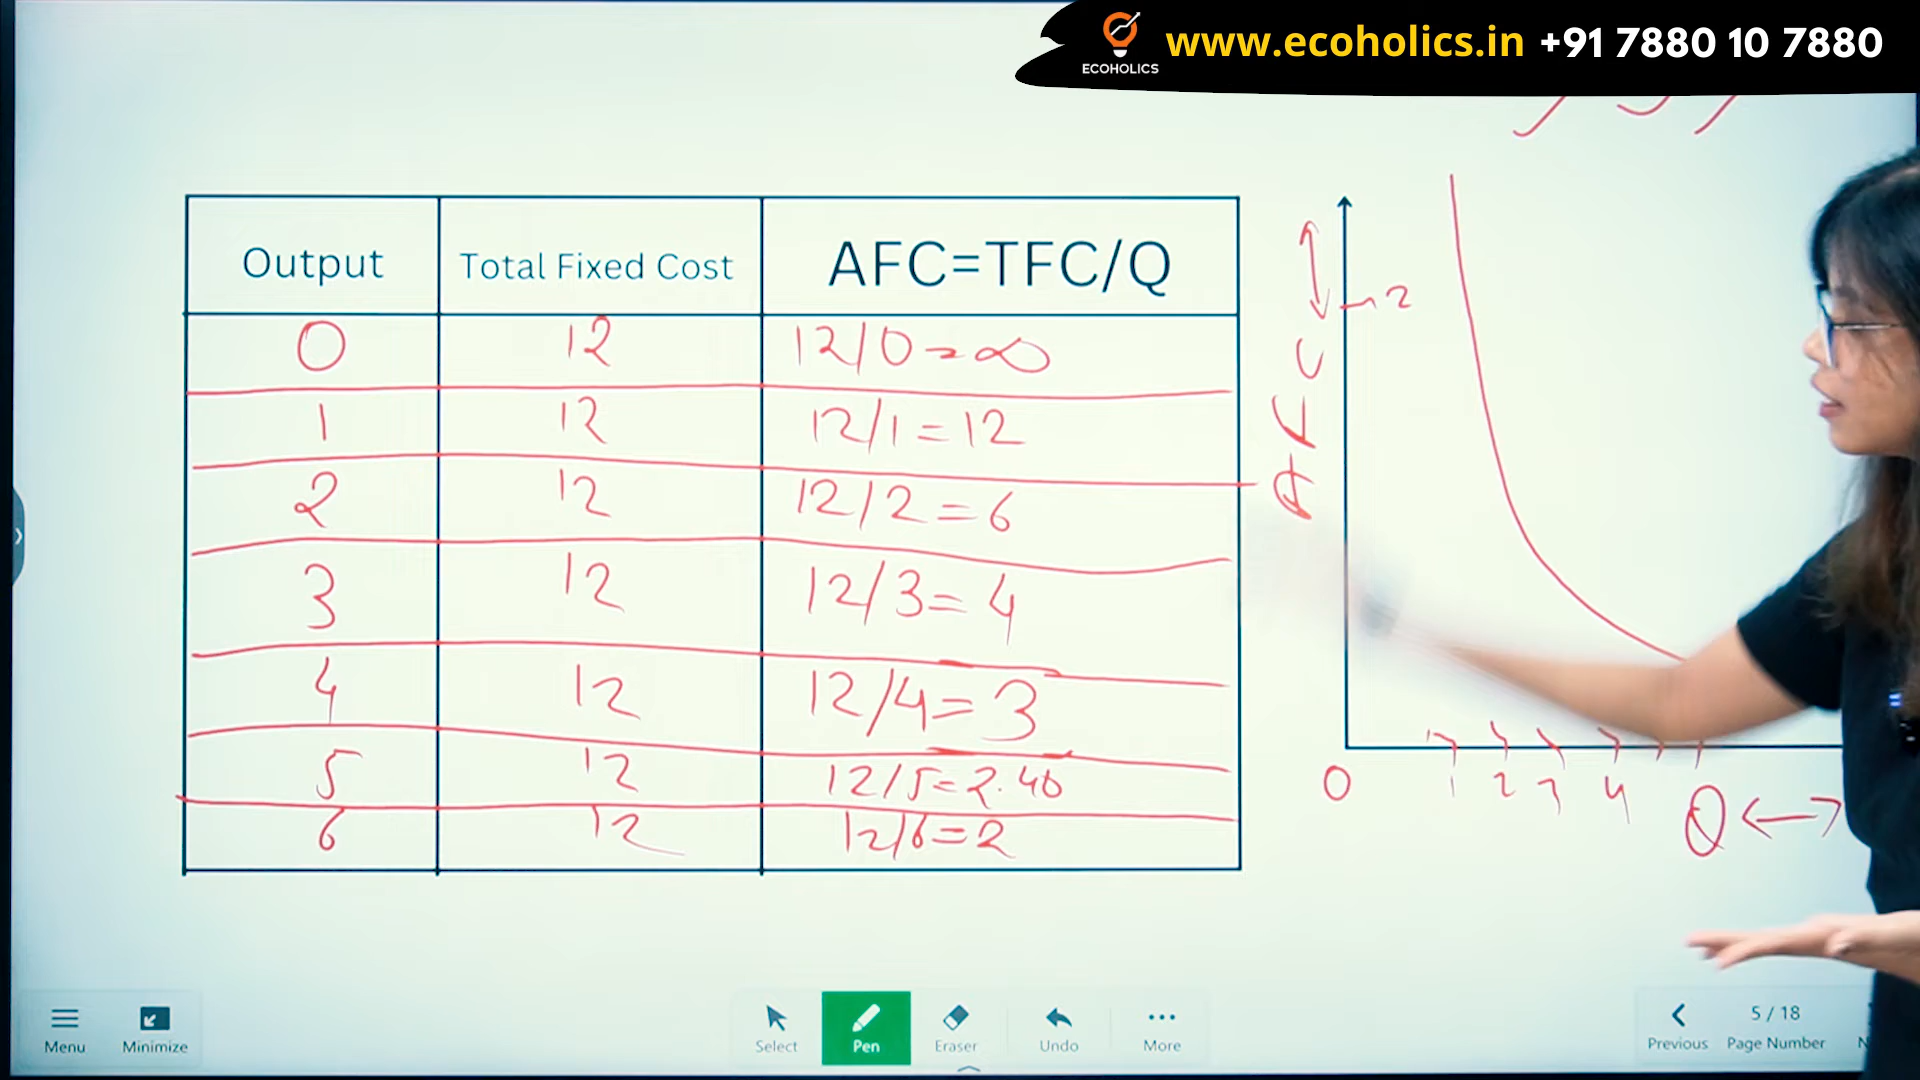 www.ecoholics.in +91 7880 10 7880
ECOHOLICS
Output Total Fixed Cost AFC=TFC/Q
0 12 12/0=∞
1 12 12/1=12
2 12 12/2=6
3 12 12/3=4
4 12 12/4=3
5 12 12/5=2.40
6 12 12/6=2
AFC
12
0 1 2 3 4 Q
Menu Minimize Select Pen Eraser Undo More Previous 5 / 18 Page Number